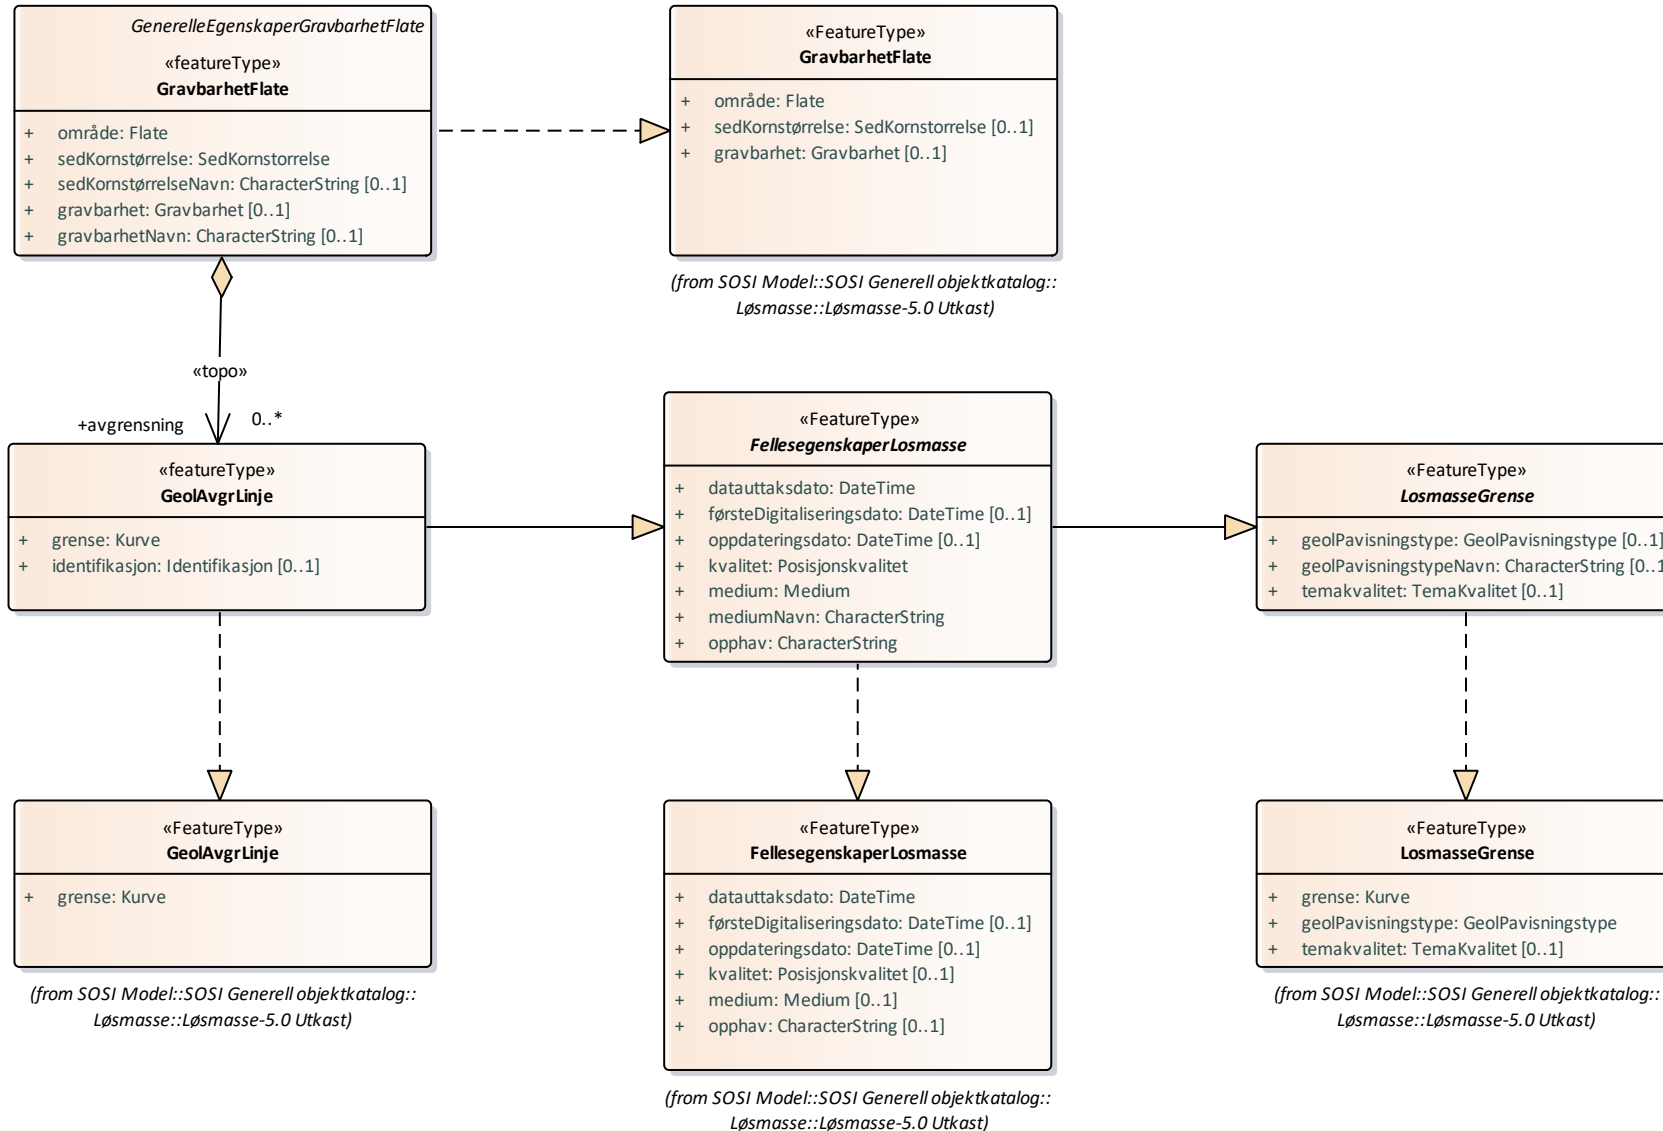 GenerelleEgenskaperGravbarhetFlate
«featureType»
GravbarhetFlate
+ område: Flate
+ sedKornstørrelse: SedKornstorrelse
+ sedKornstørrelseNavn: CharacterString [0..1]
+ gravbarhet: Gravbarhet [0..1]
+ gravbarhetNavn: CharacterString [0..1]
«FeatureType»
GravbarhetFlate
+ område: Flate
+ sedKornstørrelse: SedKornstorrelse [0..1]
+ gravbarhet: Gravbarhet [0..1]
(from SOSI Model::SOSI Generell objektkatalog::
Løsmasse::Løsmasse-5.0 Utkast)
«topo»
+avgrensning 0..*
«featureType»
GeolAvgrLinje
+ grense: Kurve
+ identifikasjon: Identifikasjon [0..1]
«FeatureType»
FellesegenskaperLosmasse
+ datauttaksdato: DateTime
+ førsteDigitaliseringsdato: DateTime [0..1]
+ oppdateringsdato: DateTime [0..1]
+ kvalitet: Posisjonskvalitet
+ medium: Medium
+ mediumNavn: CharacterString
+ opphav: CharacterString
«FeatureType»
LosmasseGrense
+ geolPavisningstype: GeolPavisningstype [0..1]
+ geolPavisningstypeNavn: CharacterString [0..1
+ temakvalitet: TemaKvalitet [0..1]
«FeatureType»
GeolAvgrLinje
+ grense: Kurve
(from SOSI Model::SOSI Generell objektkatalog::
Løsmasse::Løsmasse-5.0 Utkast)
«FeatureType»
FellesegenskaperLosmasse
+ datauttaksdato: DateTime
+ førsteDigitaliseringsdato: DateTime [0..1]
+ oppdateringsdato: DateTime [0..1]
+ kvalitet: Posisjonskvalitet [0..1]
+ medium: Medium [0..1]
+ opphav: CharacterString [0..1]
(from SOSI Model::SOSI Generell objektkatalog::
Løsmasse::Løsmasse-5.0 Utkast)
«FeatureType»
LosmasseGrense
+ grense: Kurve
+ geolPavisningstype: GeolPavisningstype
+ temakvalitet: TemaKvalitet [0..1]
(from SOSI Model::SOSI Generell objektkatalog::
Løsmasse::Løsmasse-5.0 Utkast)